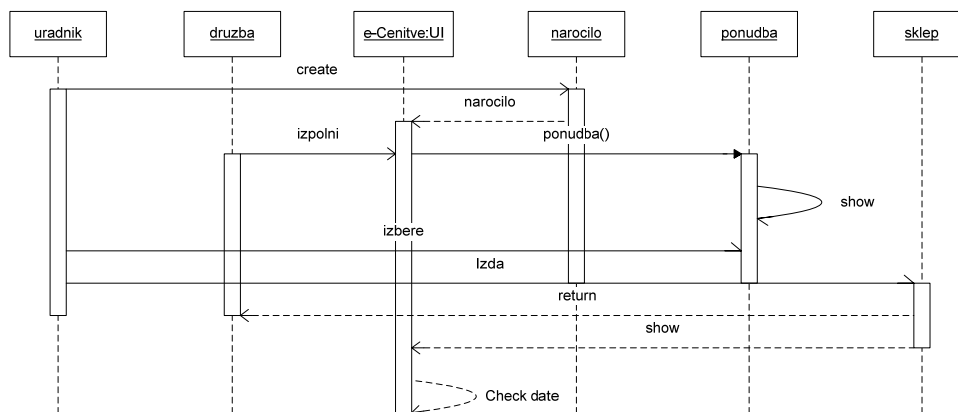 uradnik
druzba
e-Cenitve:UI
narocilo
ponudba
sklep
create
narocilo
izpolni
ponudba()
show
izbere
Izda
return
show
Check date